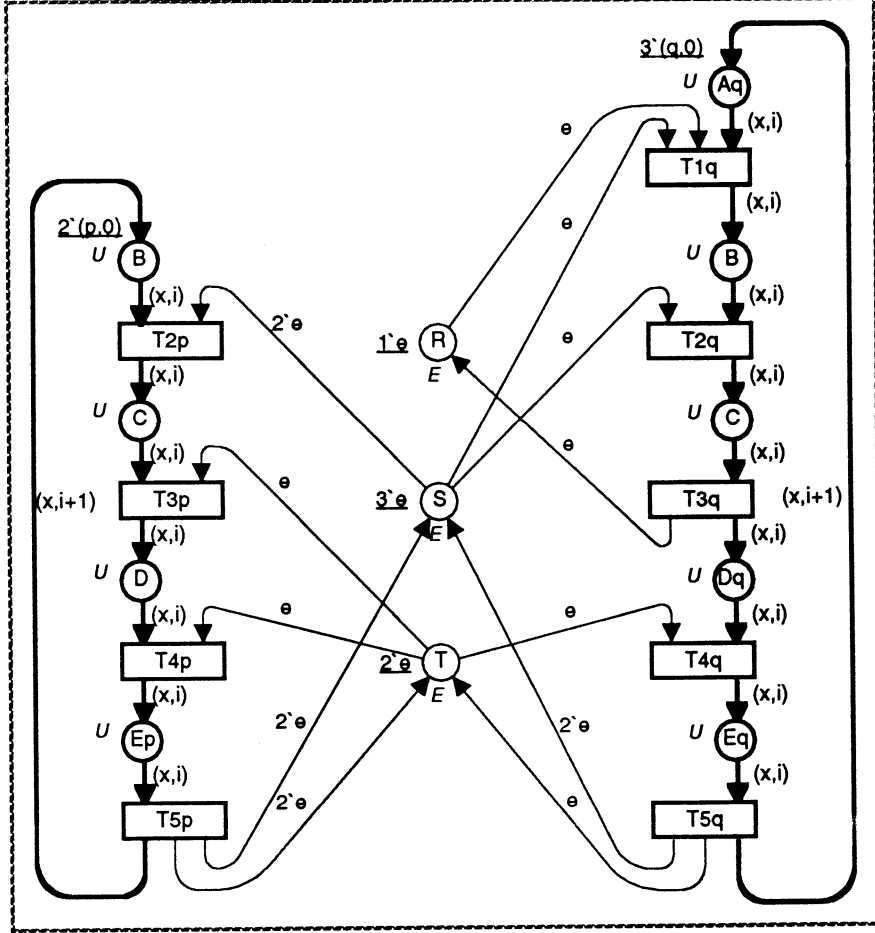 3`(q,0)
U Aq
(x,i)
e
T1q
(x,i)
2`(p,0)
e
U B
U B
(x,i)
(x,i)
2`e
e
T2p
1`e R
T2q
E
(x,i)
(x,i)
U C
U C
(x,i)
e
(x,i)
e
(x,i+1)
T3p
3`e S
T3q
(x,i+1)
E
(x,i)
(x,i)
U D
U Dq
(x,i)
e
e
(x,i)
T4p
2`e T
T4q
E
(x,i)
(x,i)
U Ep
2`e
2`e
U Eq
(x,i)
(x,i)
2`e
e
T5p
T5q